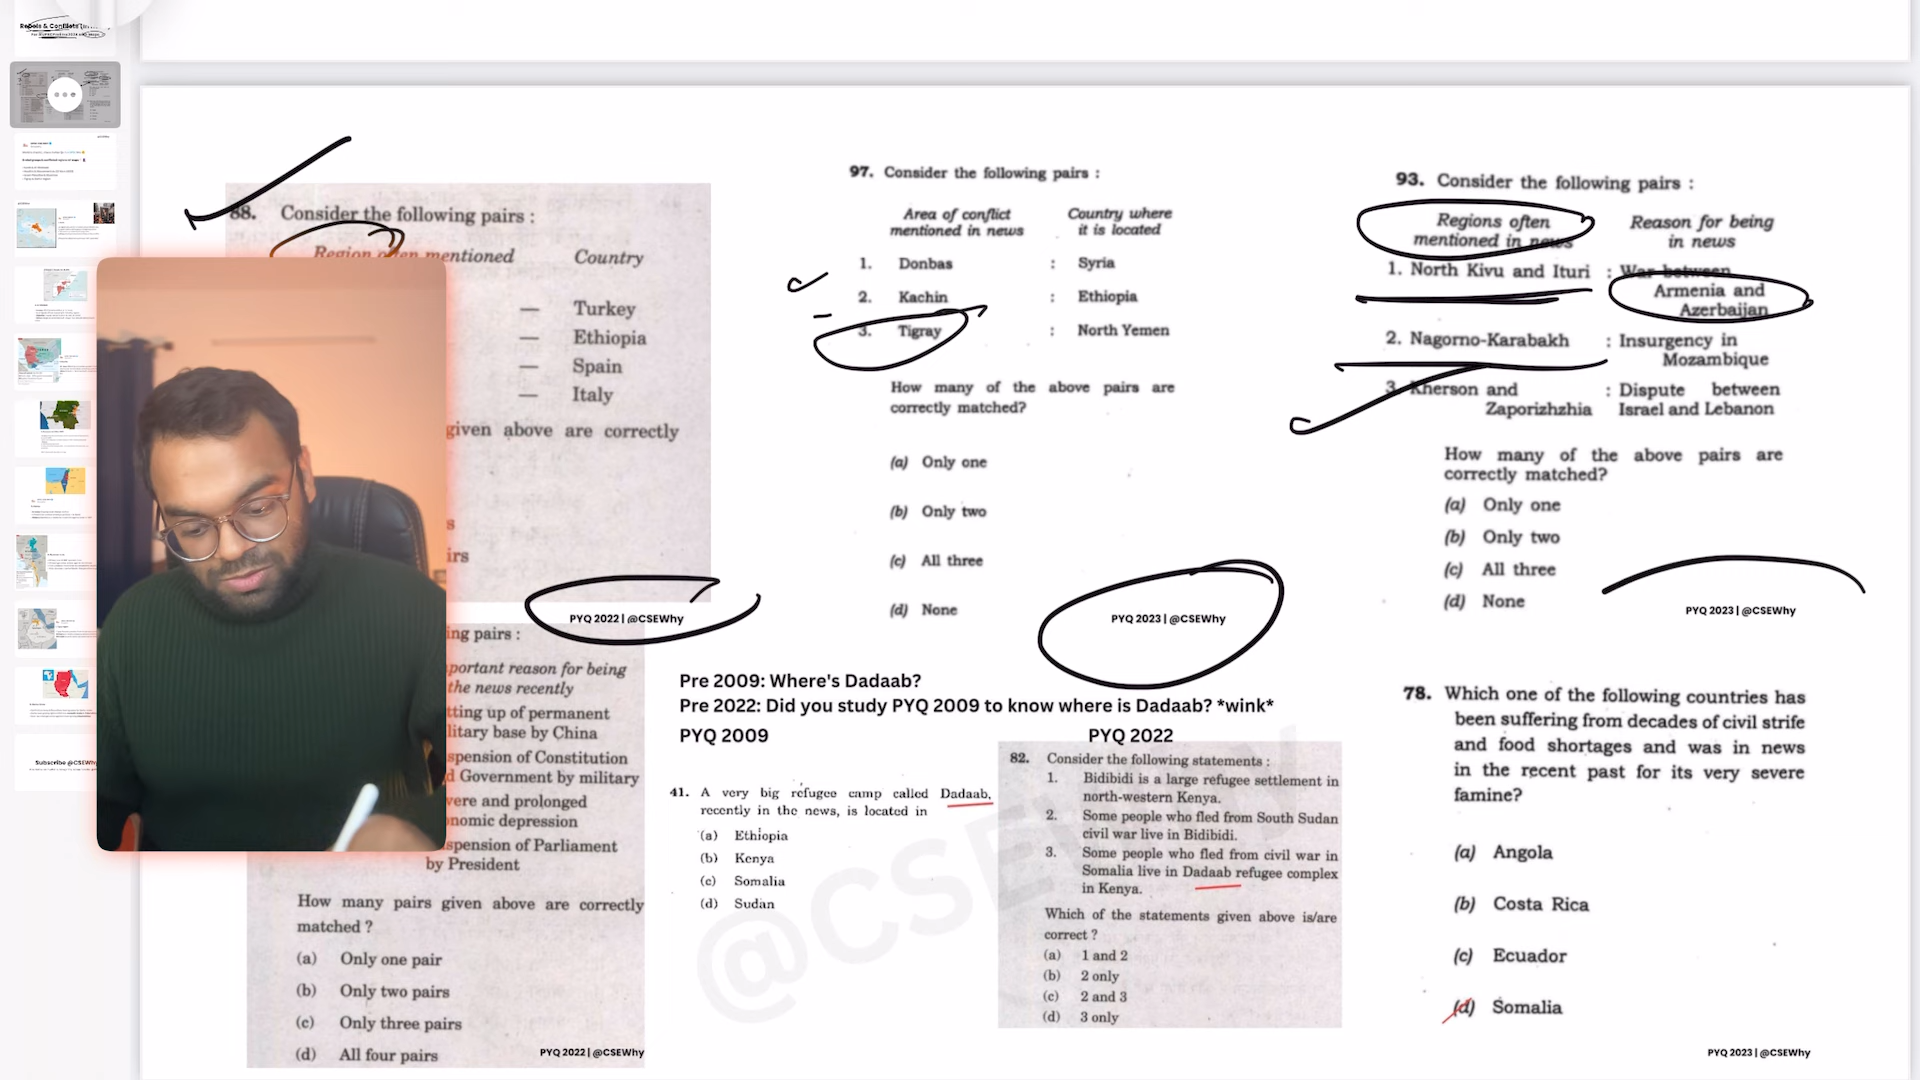 Rebels & Conflicts
88. Consider the following pairs :
Region often mentioned Country
— Turkey
— Ethiopia
— Spain
— Italy
given above are correctly
s
irs
PYQ 2022 | @CSEWhy
ing pairs :
portant reason for being
the news recently
tting up of permanent
litary base by China
spension of Constitution
d Government by military
vere and prolonged
nomic depression
spension of Parliament
by President
How many pairs given above are correctly
matched ?
(a) Only one pair
(b) Only two pairs
(c) Only three pairs
(d) All four pairs
PYQ 2022 | @CSEWhy
97. Consider the following pairs :
Area of conflict Country where
mentioned in news it is located
1. Donbas : Syria
2. Kachin : Ethiopia
3. Tigray : North Yemen
How many of the above pairs are
correctly matched?
(a) Only one
(b) Only two
(c) All three
(d) None
PYQ 2023 | @CSEWhy
93. Consider the following pairs :
Regions often Reason for being
mentioned in news in news
1. North Kivu and Ituri : War between
Armenia and
Azerbaijan
2. Nagorno-Karabakh : Insurgency in
Mozambique
3. Kherson and : Dispute between
Zaporizhzhia Israel and Lebanon
How many of the above pairs are
correctly matched?
(a) Only one
(b) Only two
(c) All three
(d) None
PYQ 2023 | @CSEWhy
Pre 2009: Where's Dadaab?
Pre 2022: Did you study PYQ 2009 to know where is Dadaab? *wink*
PYQ 2009 PYQ 2022
41. A very big refugee camp called Dadaab,
recently in the news, is located in
(a) Ethiopia
(b) Kenya
(c) Somalia
(d) Sudan
82. Consider the following statements :
1. Bidibidi is a large refugee settlement in
north-western Kenya.
2. Some people who fled from South Sudan
civil war live in Bidibidi.
3. Some people who fled from civil war in
Somalia live in Dadaab refugee complex
in Kenya.
Which of the statements given above is/are
correct ?
(a) 1 and 2
(b) 2 only
(c) 2 and 3
(d) 3 only
78. Which one of the following countries has
been suffering from decades of civil strife
and food shortages and was in news
in the recent past for its very severe
famine?
(a) Angola
(b) Costa Rica
(c) Ecuador
(d) Somalia
PYQ 2023 | @CSEWhy
@CSEWhy
Subscribe @CSEWhy